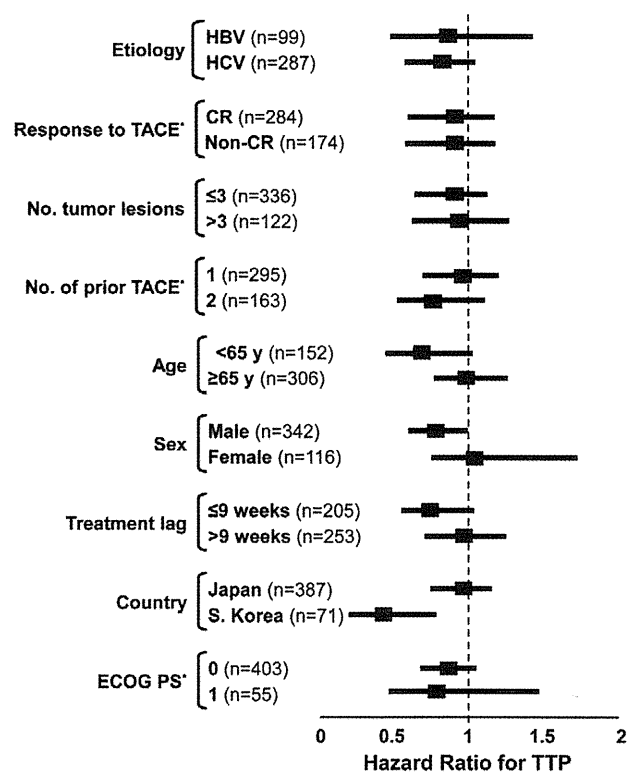 Etiology
HBV (n=99)
HCV (n=287)
Response to TACE*
CR (n=284)
Non-CR (n=174)
No. tumor lesions
≤3 (n=336)
>3 (n=122)
No. of prior TACE*
1 (n=295)
2 (n=163)
Age
<65 y (n=152)
≥65 y (n=306)
Sex
Male (n=342)
Female (n=116)
Treatment lag
≤9 weeks (n=205)
>9 weeks (n=253)
Country
Japan (n=387)
S. Korea (n=71)
ECOG PS*
0 (n=403)
1 (n=55)
0 0.5 1 1.5 2
Hazard Ratio for TTP